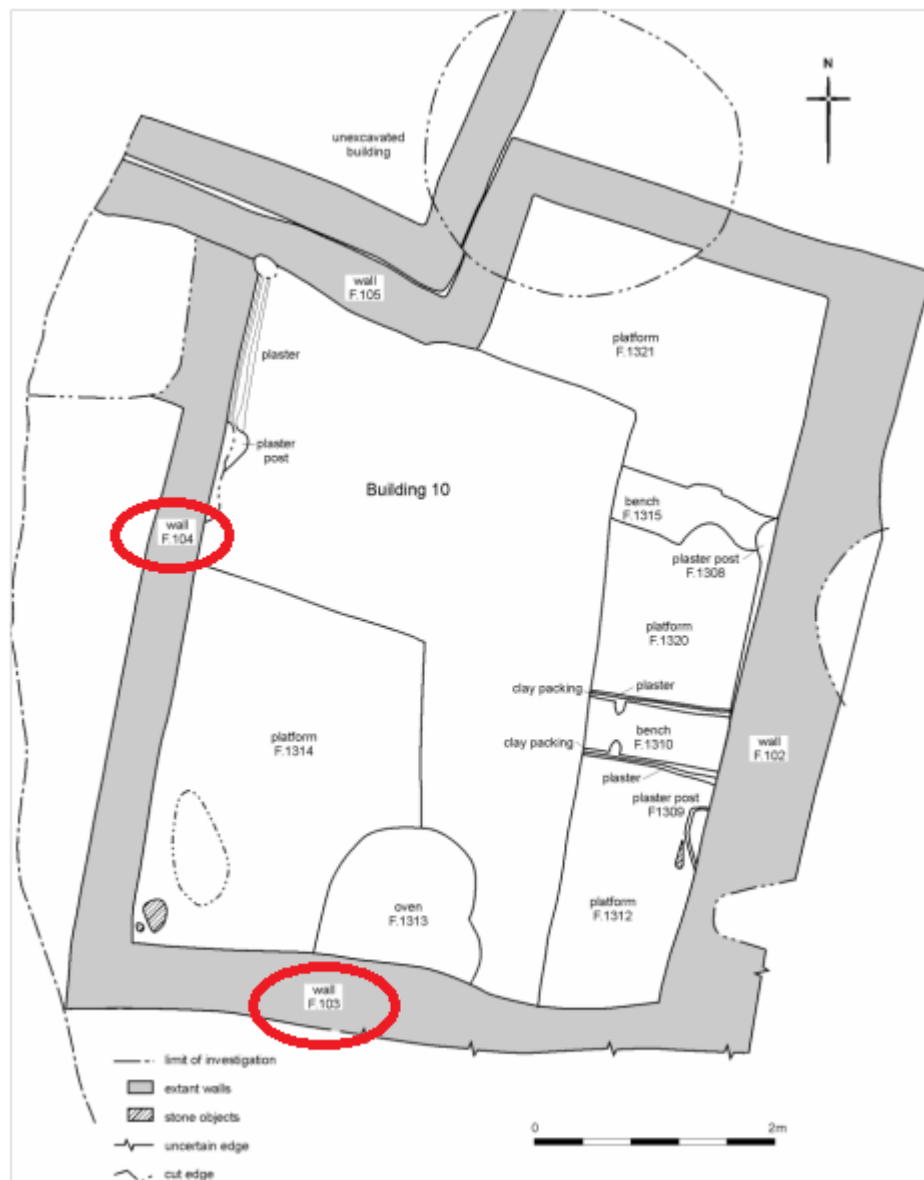 N
unexcavated
building
wall
F.105
plaster
platform
F.1321
plaster
post
Building 10
bench
F.1315
wall
F.104
plaster post
F.1308
platform
F.1320
clay packing
plaster
platform
F.1314
bench
F.1310
wall
F.102
clay packing
plaster
plaster post
F1309
oven
F.1313
platform
F.1312
wall
F.103
limit of investigation
extant walls
stone objects
uncertain edge
cut edge
0
2m